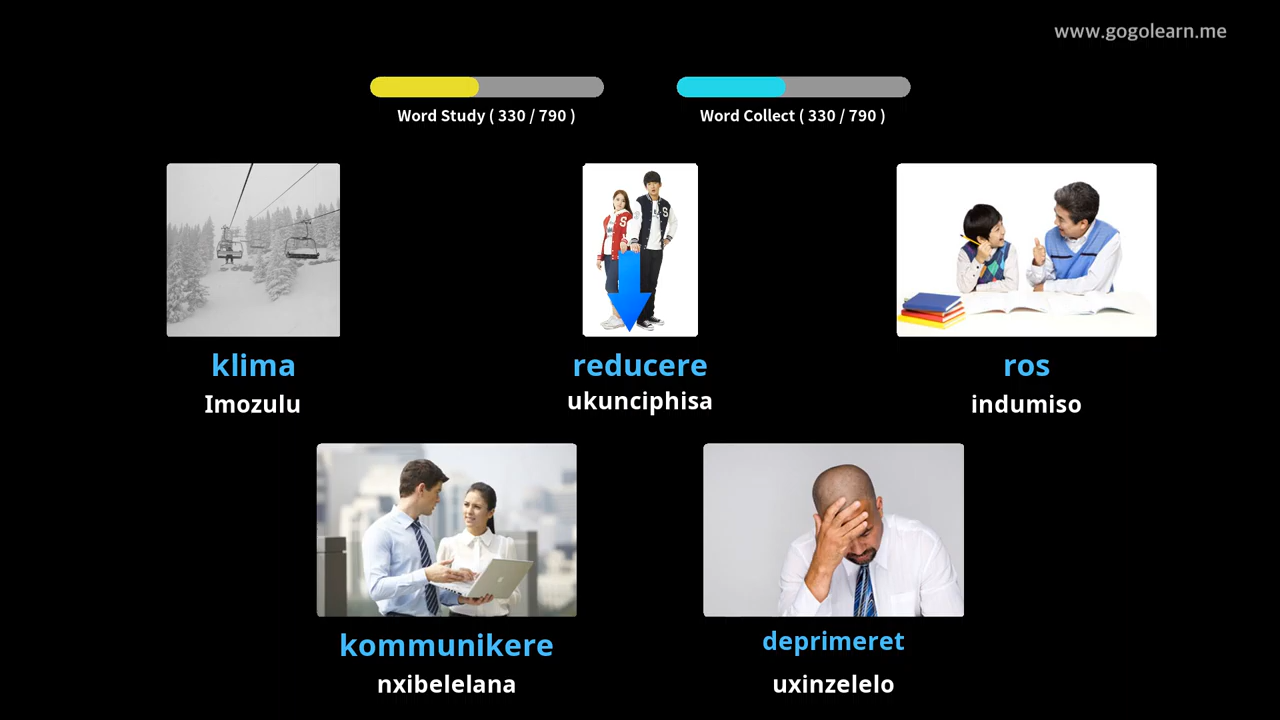 www.gogolearn.me
Word Study ( 330 / 790 )
Word Collect ( 330 / 790 )
klima
Imozulu
reducere
ukunciphisa
ros
indumiso
kommunikere
nxibelelana
deprimeret
uxinzelelo